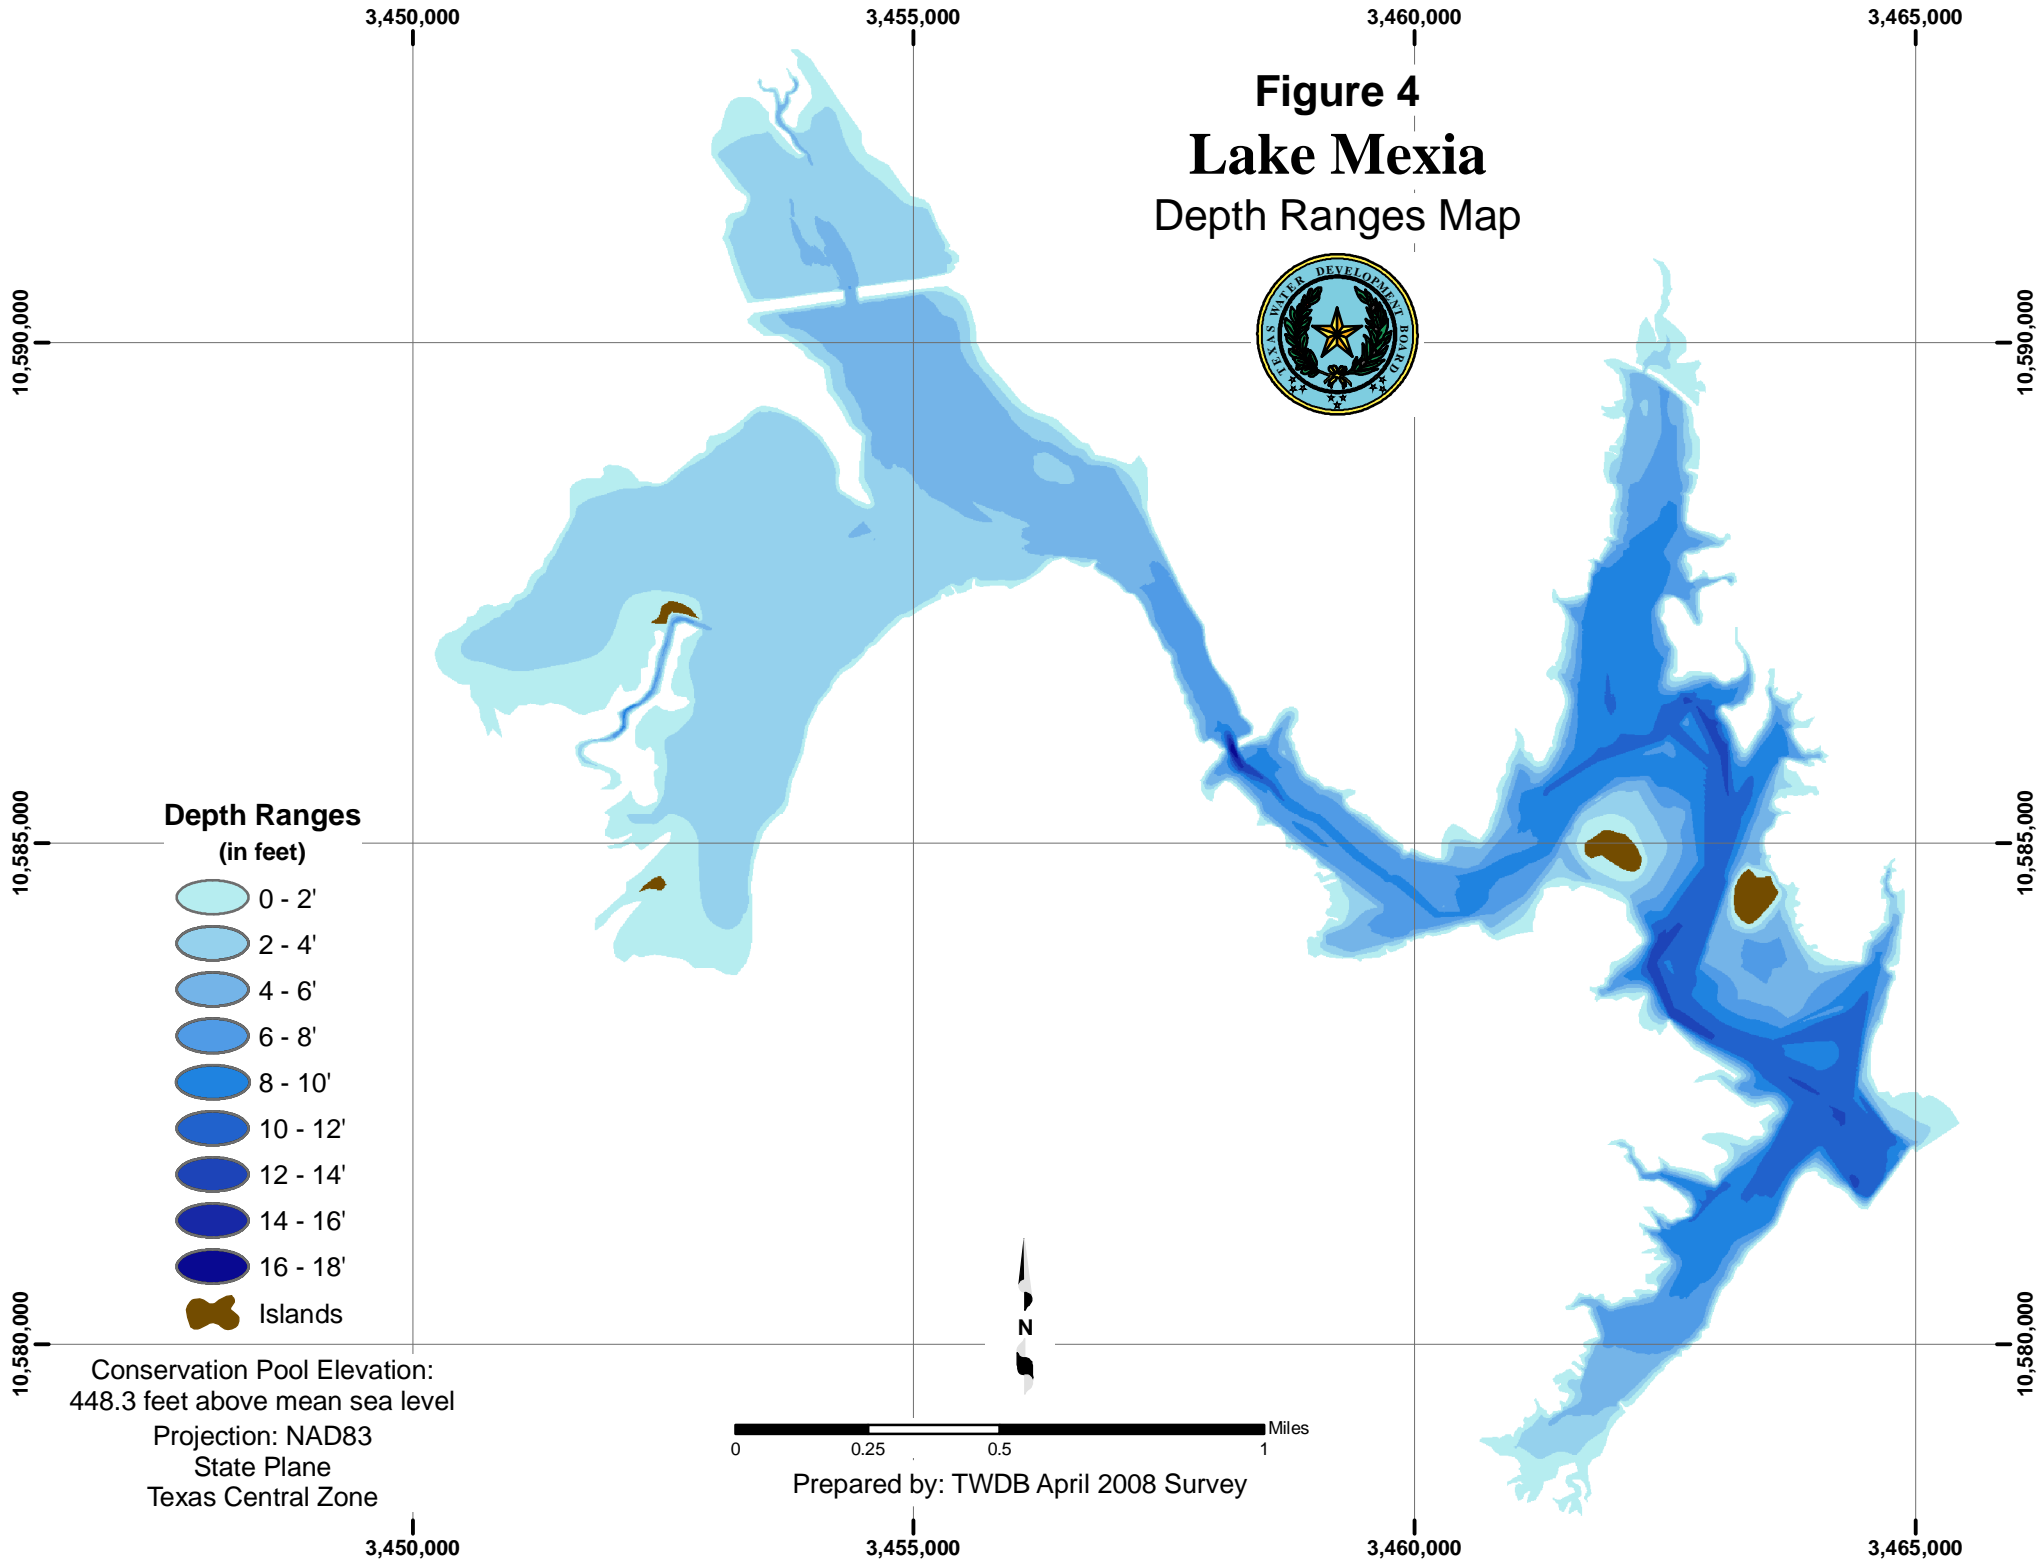 3,450,000
3,455,000
3,460,000
3,465,000
Figure 4
Lake Mexia
Depth Ranges Map
TEXAS WATER DEVELOPMENT BOARD
10,590,000
10,590,000
10,585,000
10,585,000
Depth Ranges
(in feet)
0 - 2'
2 - 4'
4 - 6'
6 - 8'
8 - 10'
10 - 12'
12 - 14'
14 - 16'
16 - 18'
Islands
N
10,580,000
10,580,000
Conservation Pool Elevation:
448.3 feet above mean sea level
Projection: NAD83
State Plane
Texas Central Zone
Miles
0
0.25
0.5
1
Prepared by: TWDB April 2008 Survey
3,450,000
3,455,000
3,460,000
3,465,000